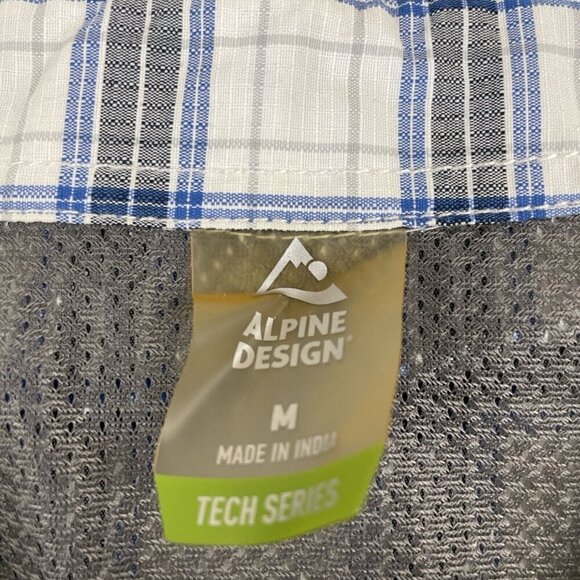 ALPINE
DESIGN
M
MADE IN INDIA
TECH SERIES